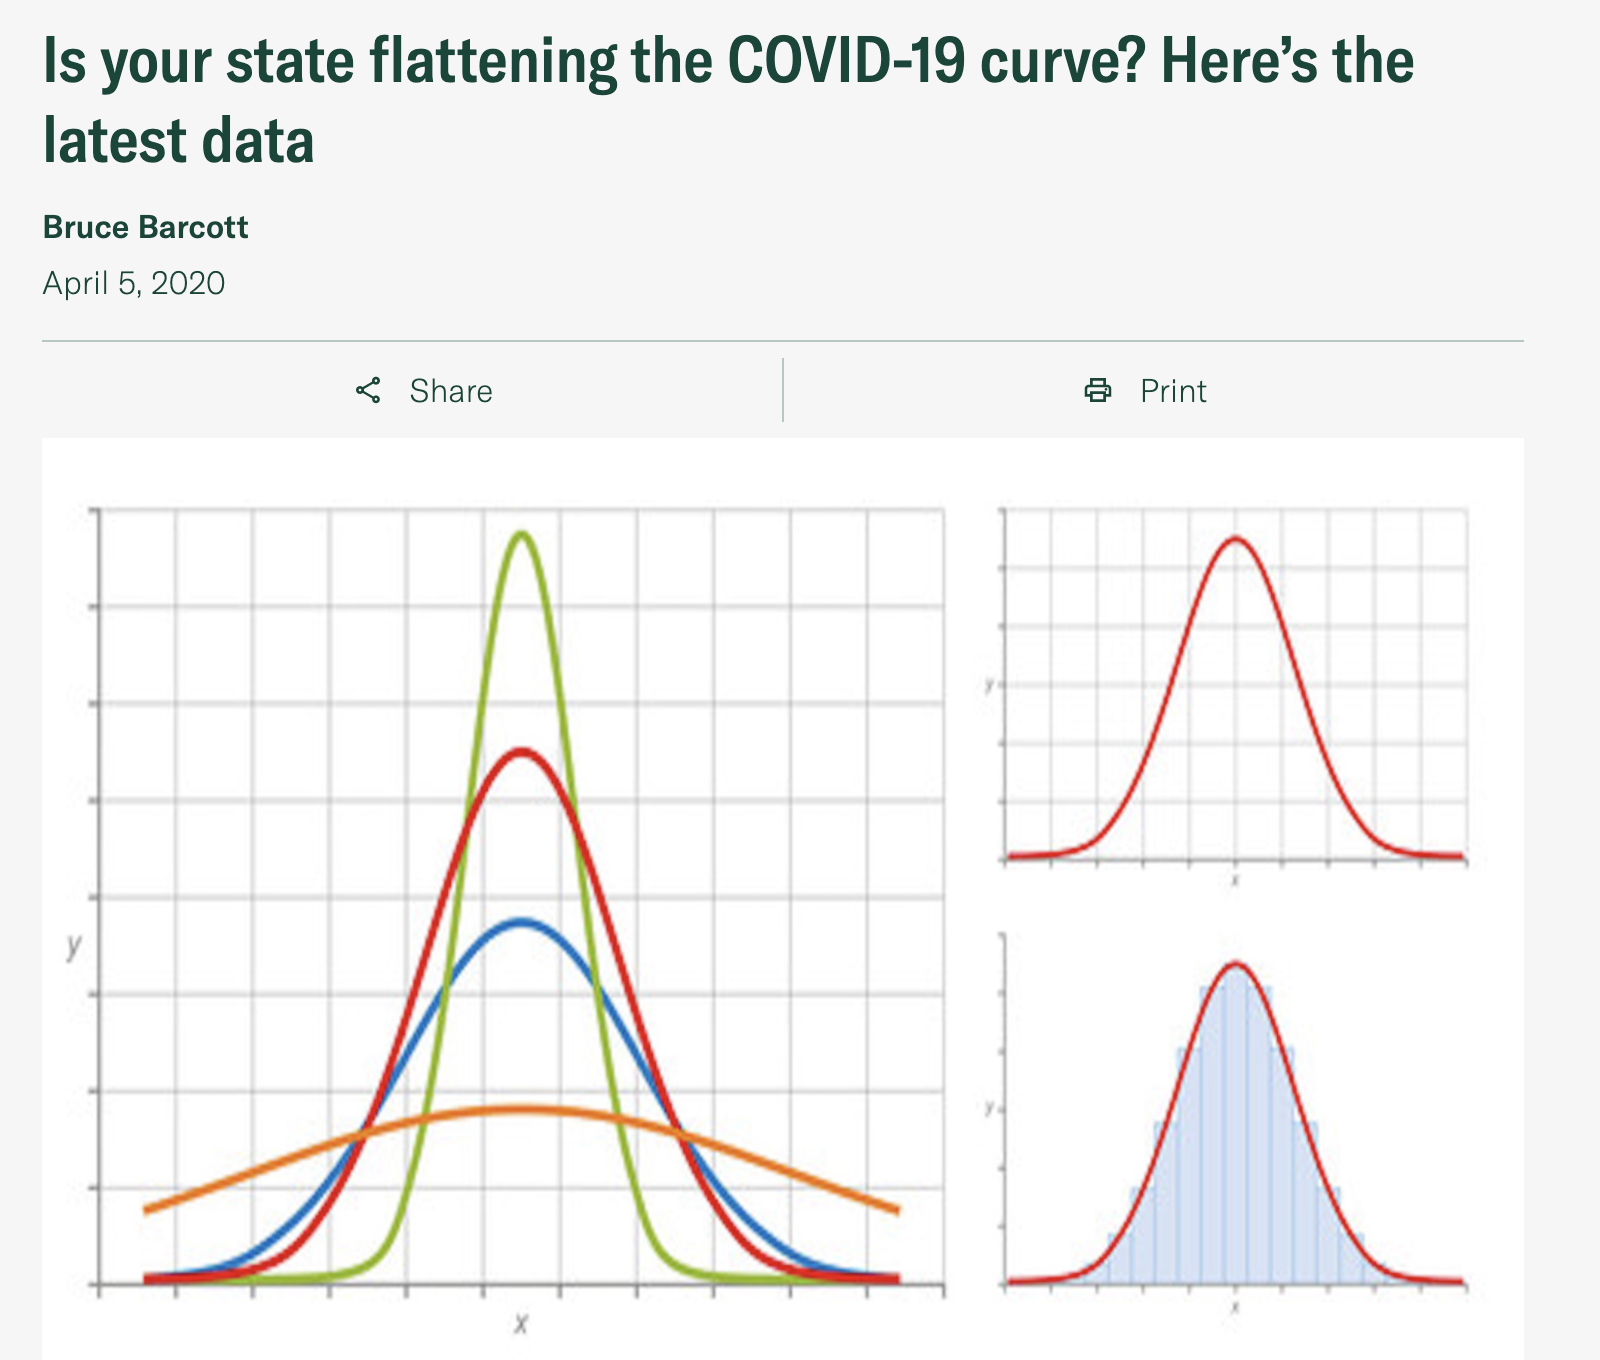 Is your state flattening the COVID-19 curve? Here’s the
latest data
Bruce Barcott
April 5, 2020
Share
Print
y
x
y
x
y
x